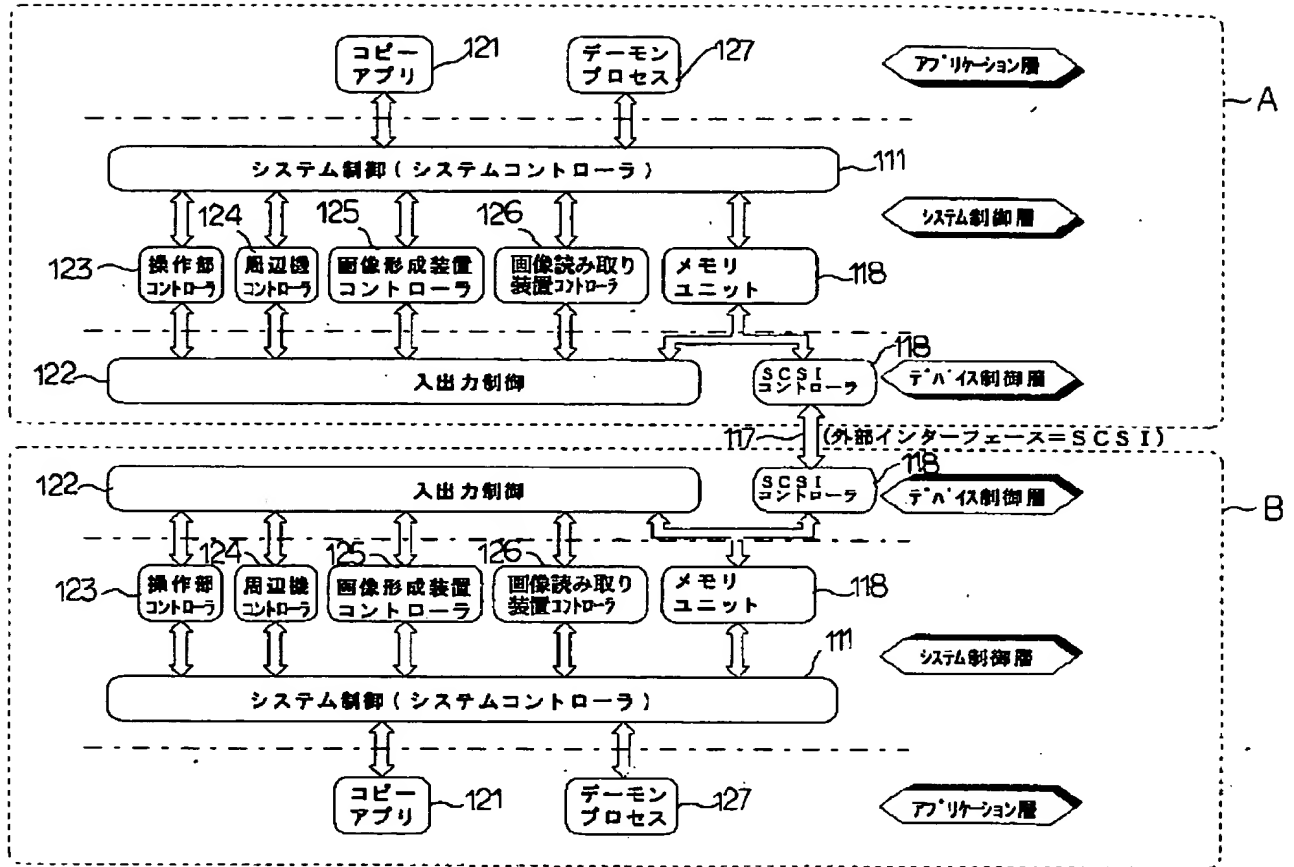 121
コピー
アプリ
127
デーモン
プロセス
アプリケーション層
A
システム制御(システムコントローラ)
111
システム制御層
123
操作部
コントローラ
124
周辺機
コントローラ
125
画像形成装置
コントローラ
126
画像読み取り
装置コントローラ
メモリ
ユニット
118
122
入出力制御
SCSI
コントローラ
118
デバイス制御層
117
(外部インターフェース=SCSI)
122
入出力制御
SCSI
コントローラ
118
デバイス制御層
B
123
操作部
コントローラ
124
周辺機
コントローラ
125
画像形成装置
コントローラ
126
画像読み取り
装置コントローラ
メモリ
ユニット
118
システム制御層
システム制御(システムコントローラ)
111
コピー
アプリ
121
デーモン
プロセス
127
アプリケーション層